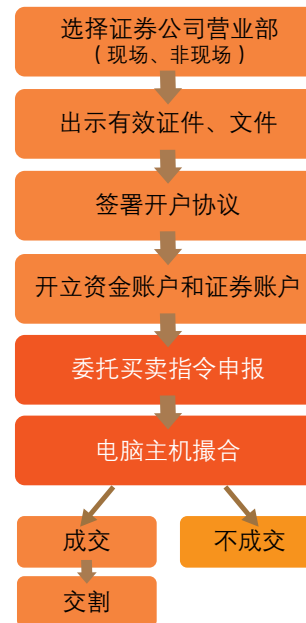 选择证券公司营业部
（现场、非现场）
出示有效证件、文件
签署开户协议
开立资金账户和证券账户
委托买卖指令申报
电脑主机撮合
成交
不成交
交割